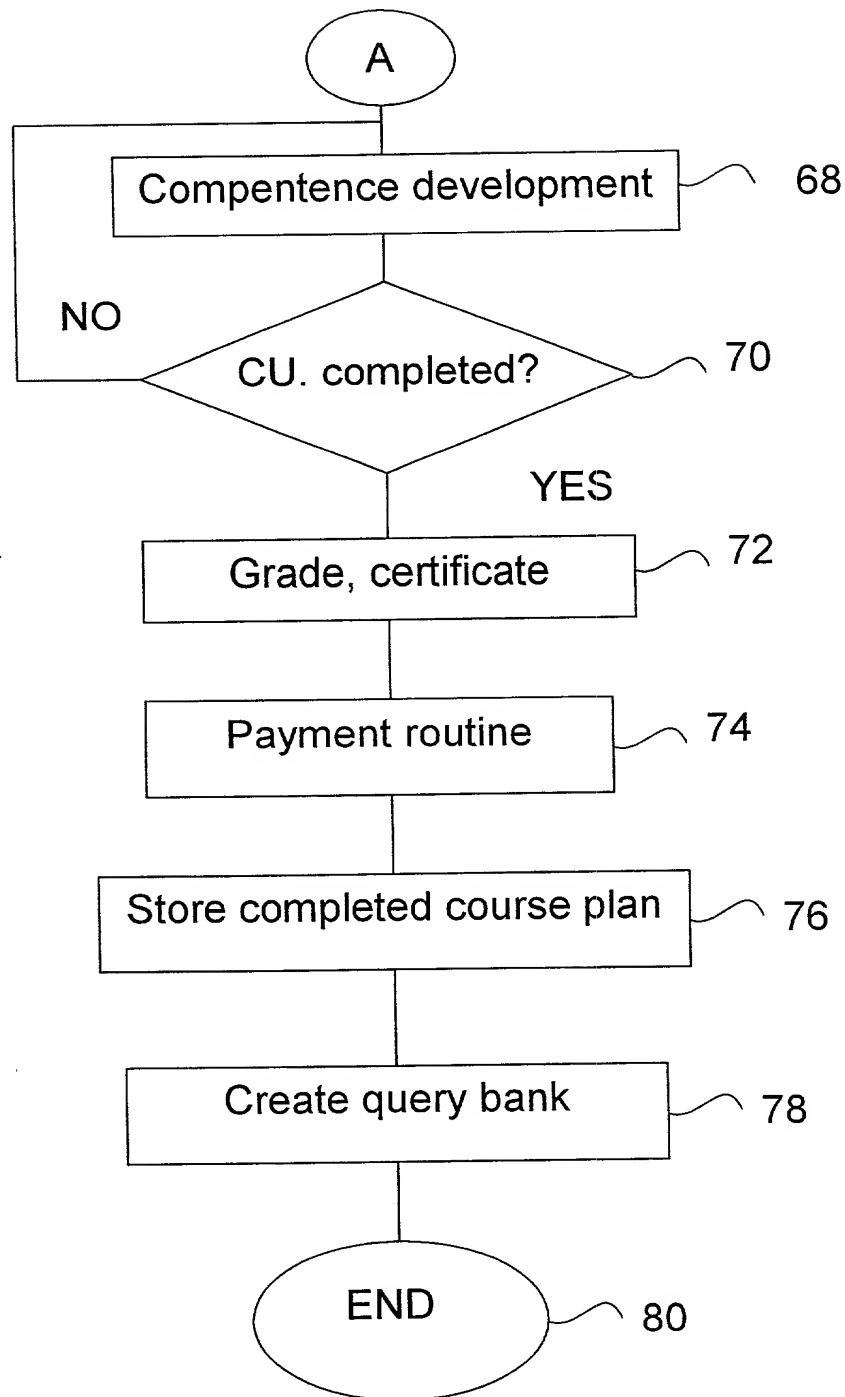 A
Compentence development
68
NO
CU. completed?
70
YES
Grade, certificate
72
Payment routine
74
Store completed course plan
76
Create query bank
78
END
80